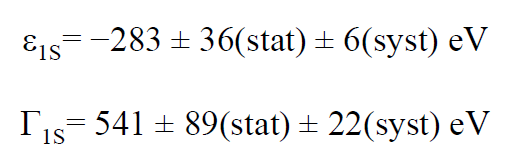 ε1S= −283 ± 36(stat) ± 6(syst) eV
Γ1S= 541 ± 89(stat) ± 22(syst) eV